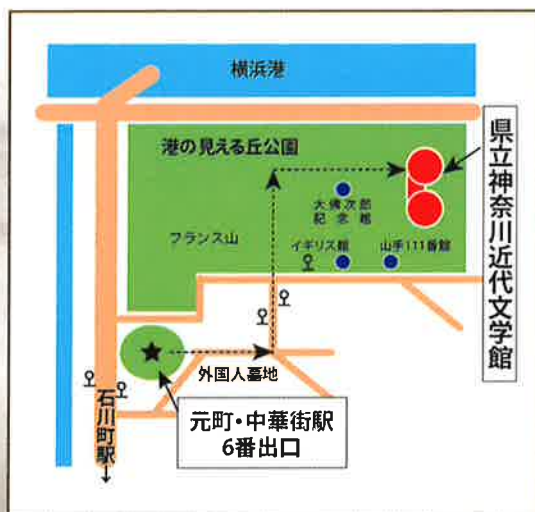 横浜港
港の見える丘公園
県立神奈川近代文学館
大佛次郎
記念館
フランス山
イギリス館
山手111番館
外国人墓地
元町・中華街駅
6番出口
石川町駅